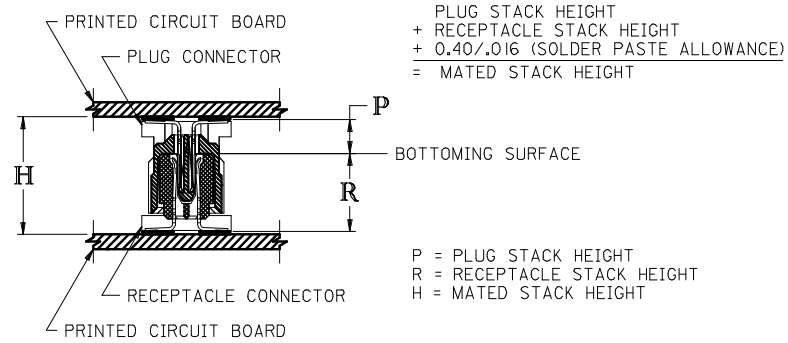 PRINTED CIRCUIT BOARD
PLUG CONNECTOR
PLUG STACK HEIGHT
+ RECEPTACLE STACK HEIGHT
+ 0.40/.016 (SOLDER PASTE ALLOWANCE)
= MATED STACK HEIGHT
P
BOTTOMING SURFACE
H
R
P = PLUG STACK HEIGHT
R = RECEPTACLE STACK HEIGHT
H = MATED STACK HEIGHT
RECEPTACLE CONNECTOR
PRINTED CIRCUIT BOARD